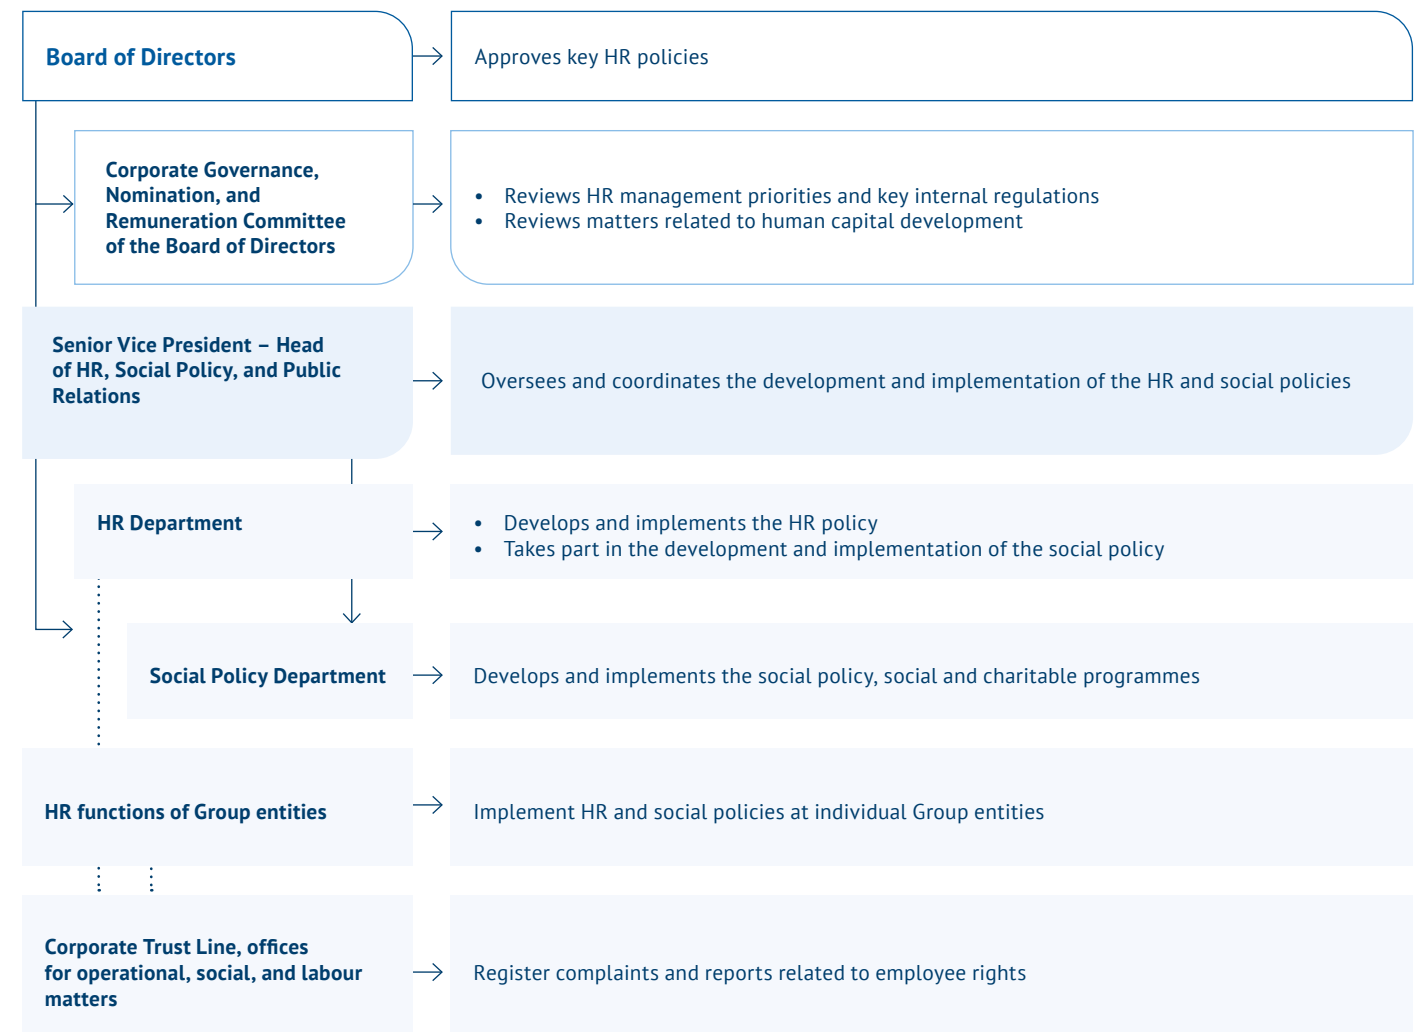 Board of Directors
Approves key HR policies
Corporate Governance,
Nomination, and
Remuneration Committee
of the Board of Directors
• Reviews HR management priorities and key internal regulations
• Reviews matters related to human capital development
Senior Vice President – Head
of HR, Social Policy, and Public
Relations
Oversees and coordinates the development and implementation of the HR and social policies
HR Department
• Develops and implements the HR policy
• Takes part in the development and implementation of the social policy
Social Policy Department
Develops and implements the social policy, social and charitable programmes
HR functions of Group entities
Implement HR and social policies at individual Group entities
Corporate Trust Line, offices
for operational, social, and labour
matters
Register complaints and reports related to employee rights